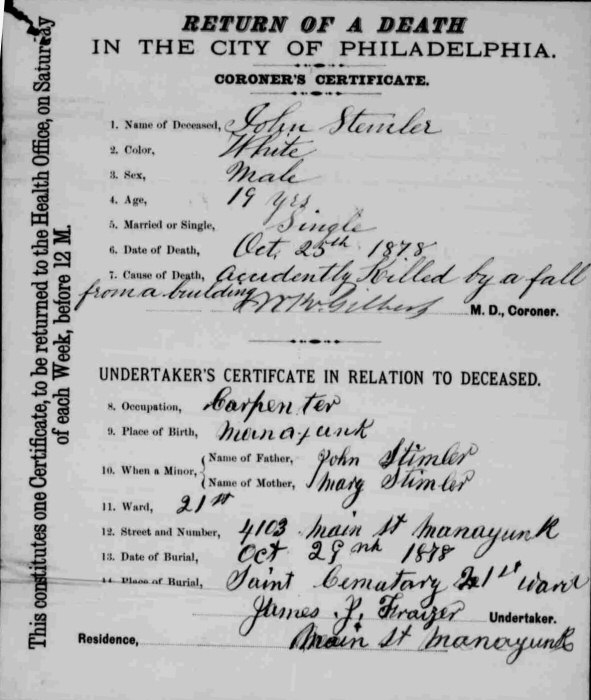 RETURN OF A DEATH
IN THE CITY OF PHILADELPHIA.
CORONER'S CERTIFICATE.
1. Name of Deceased, John Stemler
2. Color, White
3. Sex, Male
4. Age, 19 yrs
5. Married or Single, Single
6. Date of Death, Oct. 25th 1878
7. Cause of Death, accidently Killed by a fall
from a building
Gilbert M. D., Coroner.
UNDERTAKER'S CERTIFCATE IN RELATION TO DECEASED.
8. Occupation, Carpenter
9. Place of Birth, Manayunk
10. When a Minor, Name of Father, John Stimler
Name of Mother, Mary Stimler
11. Ward, 21st
12. Street and Number, 4103 Main St Manayunk
13. Date of Burial, Oct 29nh 1878
14 Place of Burial, Saint Cematary 21st Ward
James J. Frazer Undertaker.
Residence, Main St Manayunk
This constitutes one Certificate, to be returned to the Health Office, on Saturday
of each Week, before 12 M.